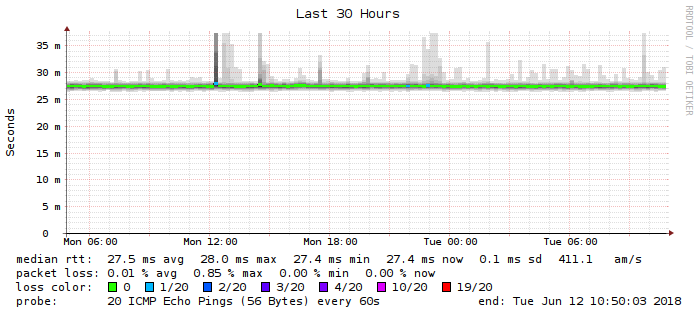 Last 30 Hours
RRDTOOL / TOBI OETIKER
Seconds
35 m
30 m
25 m
20 m
15 m
10 m
5 m
0
Mon 06:00 Mon 12:00 Mon 18:00 Tue 00:00 Tue 06:00
median rtt: 27.5 ms avg 28.0 ms max 27.4 ms min 27.4 ms now 0.1 ms sd 411.1 am/s
packet loss: 0.01 % avg 0.85 % max 0.00 % min 0.00 % now
loss color: 0 1/20 2/20 3/20 4/20 10/20 19/20
probe: 20 ICMP Echo Pings (56 Bytes) every 60s end: Tue Jun 12 10:50:03 2018